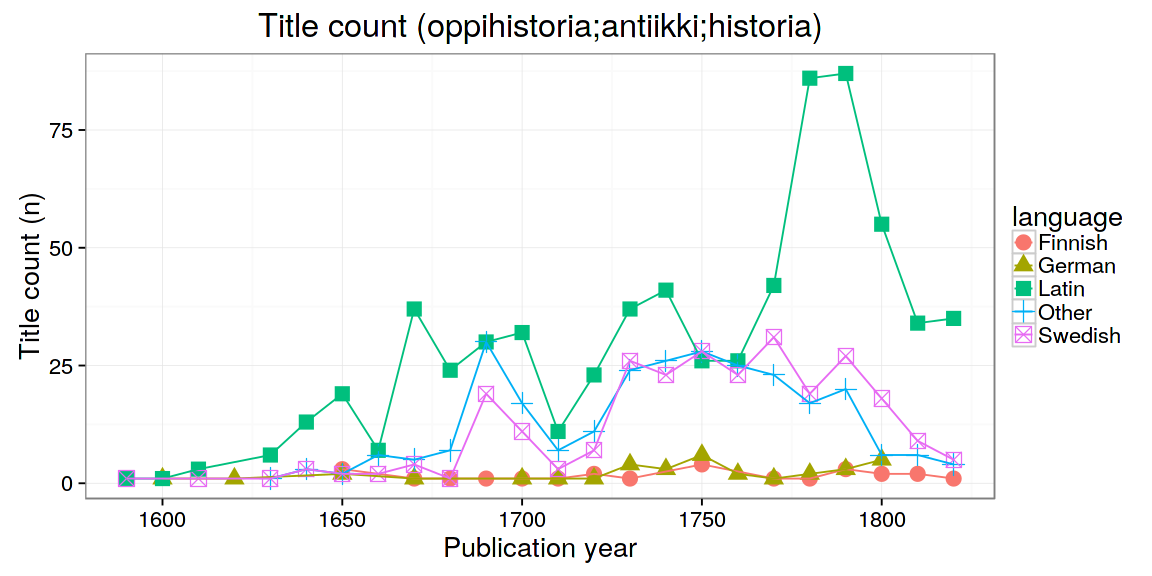 Title count (oppihistoria;antiikki;historia)
Title count (n)
75
50
25
0
1600 1650 1700 1750 1800
Publication year
language
Finnish
German
Latin
Other
Swedish